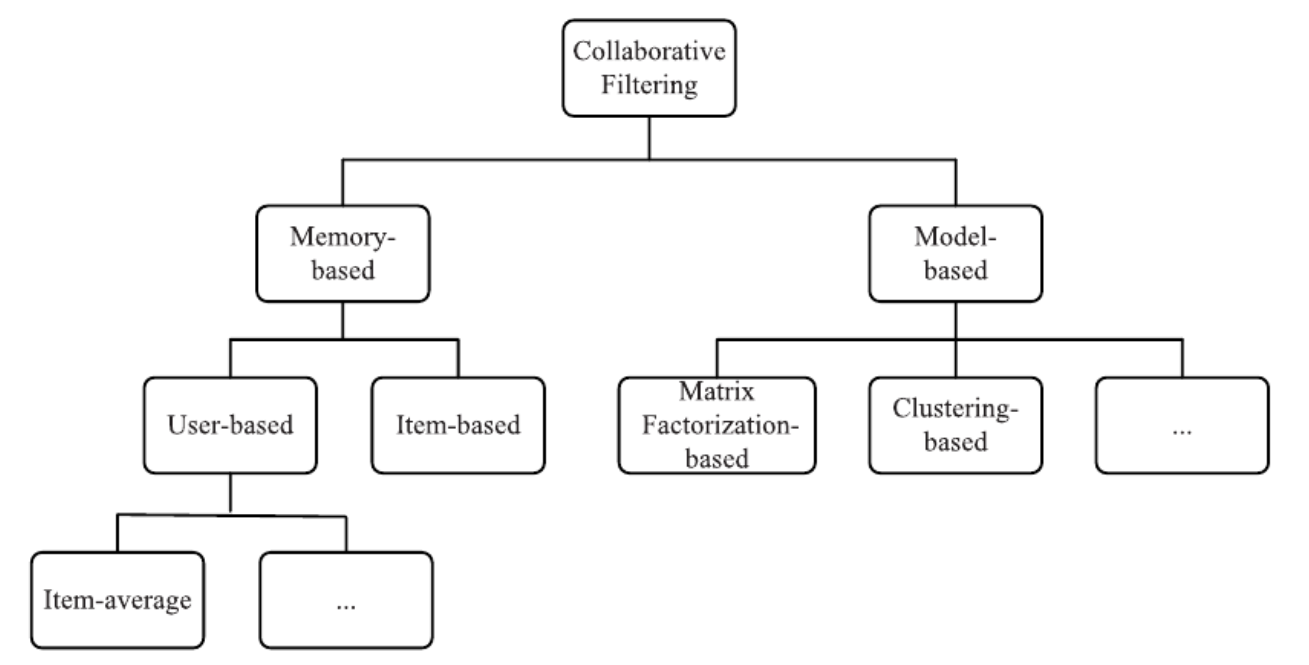 Collaborative
Filtering
Memory-
based
Model-
based
User-based
Item-based
Matrix
Factorization-
based
Clustering-
based
...
Item-average
...